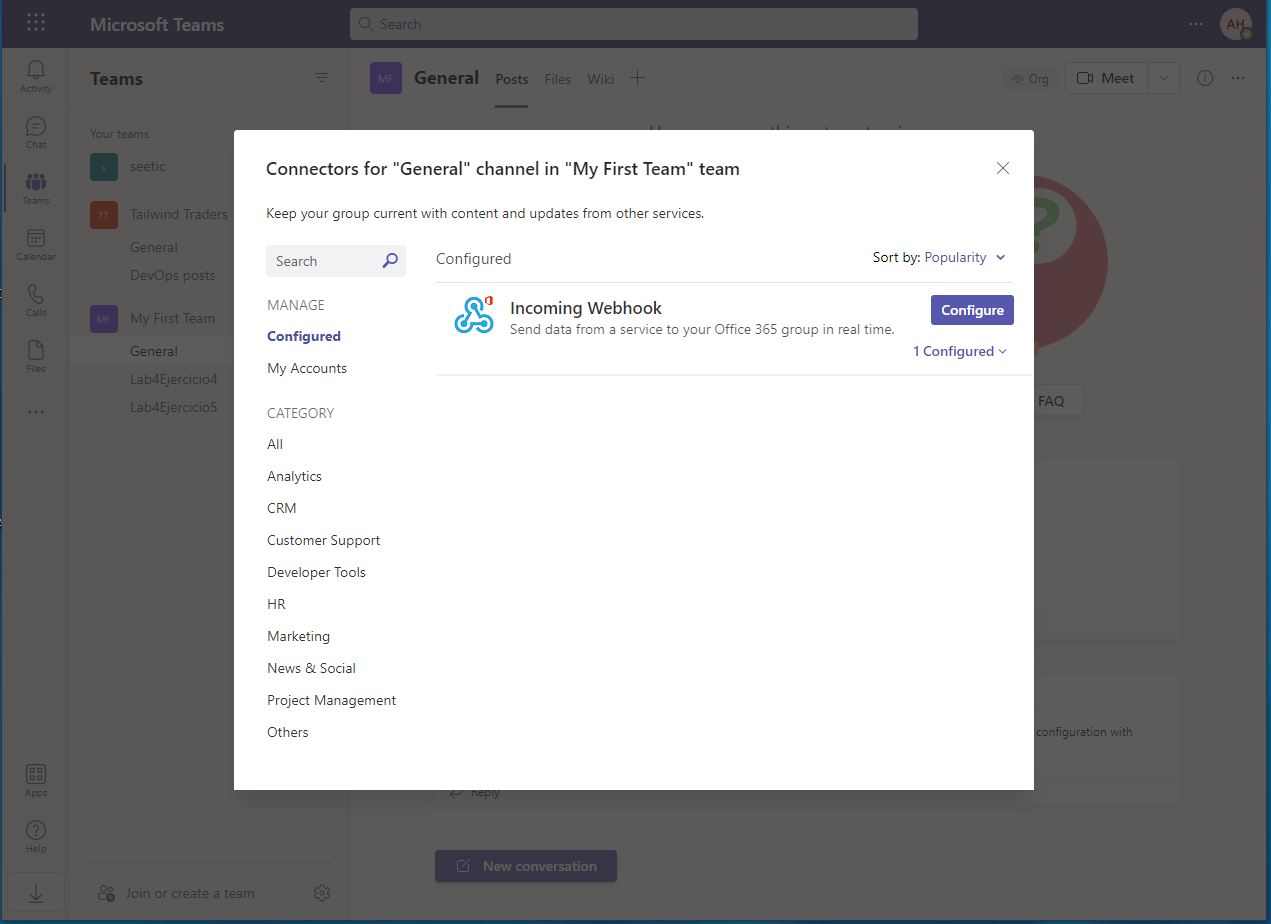 Microsoft Teams
Search
AH
Activity
Chat
Teams
Calendar
Calls
Files
Apps
Help
Teams
Your teams
s
seetic
TT
Tailwind Traders
General
DevOps posts
MF
My First Team
General
Lab4Ejercicio4
Lab4Ejercicio5
Join or create a team
MF
General
Posts
Files
Wiki
Org
Meet
Connectors for "General" channel in "My First Team" team
Keep your group current with content and updates from other services.
Search
MANAGE
Configured
My Accounts
CATEGORY
All
Analytics
CRM
Customer Support
Developer Tools
HR
Marketing
News & Social
Project Management
Others
Configured
Sort by: Popularity
Incoming Webhook
Send data from a service to your Office 365 group in real time.
Configure
1 Configured
FAQ
configuration with
Reply
New conversation